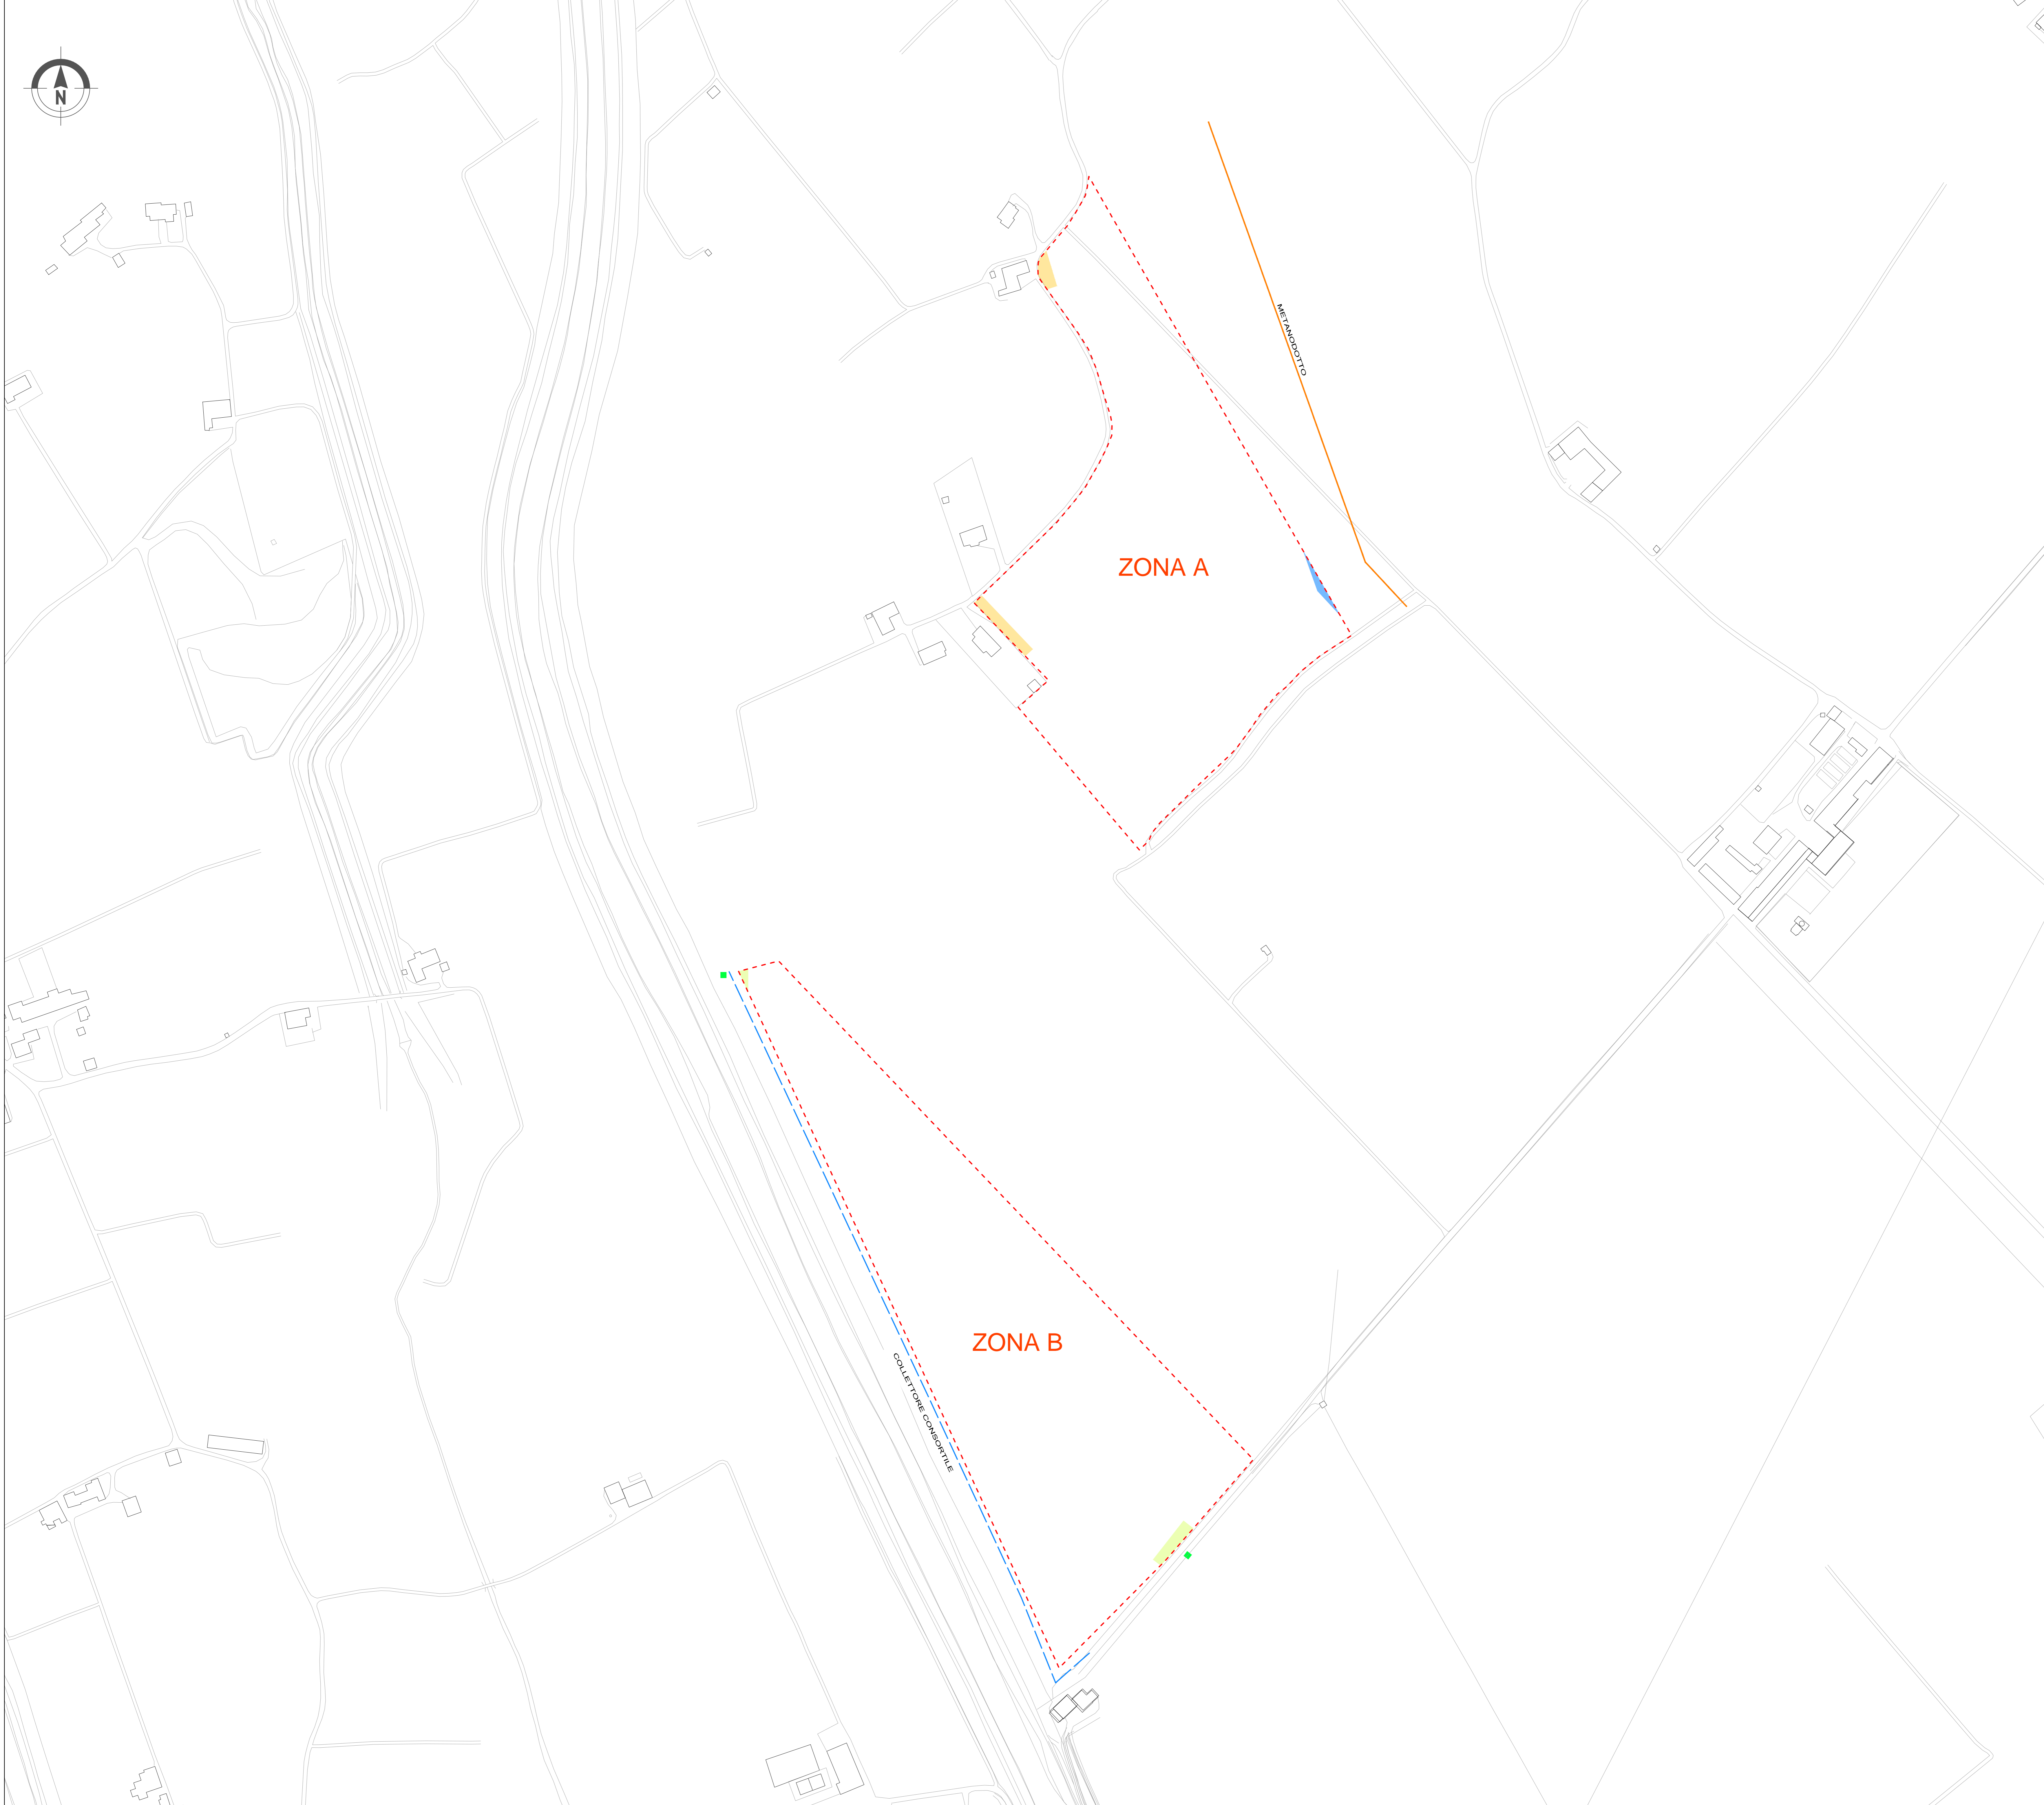 N
METANODOTTO
ZONA A
ZONA B
COLLETTORE CONSORTILE